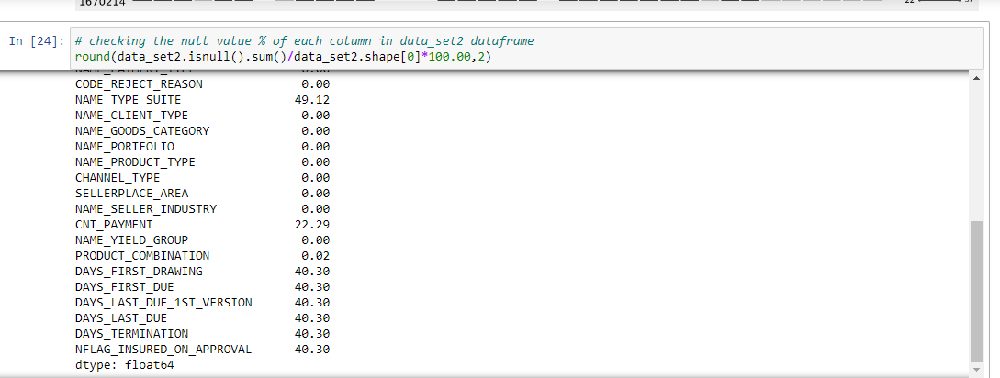 1670214
In [24]: # checking the null value % of each column in data_set2 dataframe
round(data_set2.isnull().sum()/data_set2.shape[0]*100.00,2)
NAME_PAYMENT_TYPE 0.00
CODE_REJECT_REASON 0.00
NAME_TYPE_SUITE 49.12
NAME_CLIENT_TYPE 0.00
NAME_GOODS_CATEGORY 0.00
NAME_PORTFOLIO 0.00
NAME_PRODUCT_TYPE 0.00
CHANNEL_TYPE 0.00
SELLERPLACE_AREA 0.00
NAME_SELLER_INDUSTRY 0.00
CNT_PAYMENT 22.29
NAME_YIELD_GROUP 0.00
PRODUCT_COMBINATION 0.02
DAYS_FIRST_DRAWING 40.30
DAYS_FIRST_DUE 40.30
DAYS_LAST_DUE_1ST_VERSION 40.30
DAYS_LAST_DUE 40.30
DAYS_TERMINATION 40.30
NFLAG_INSURED_ON_APPROVAL 40.30
dtype: float64